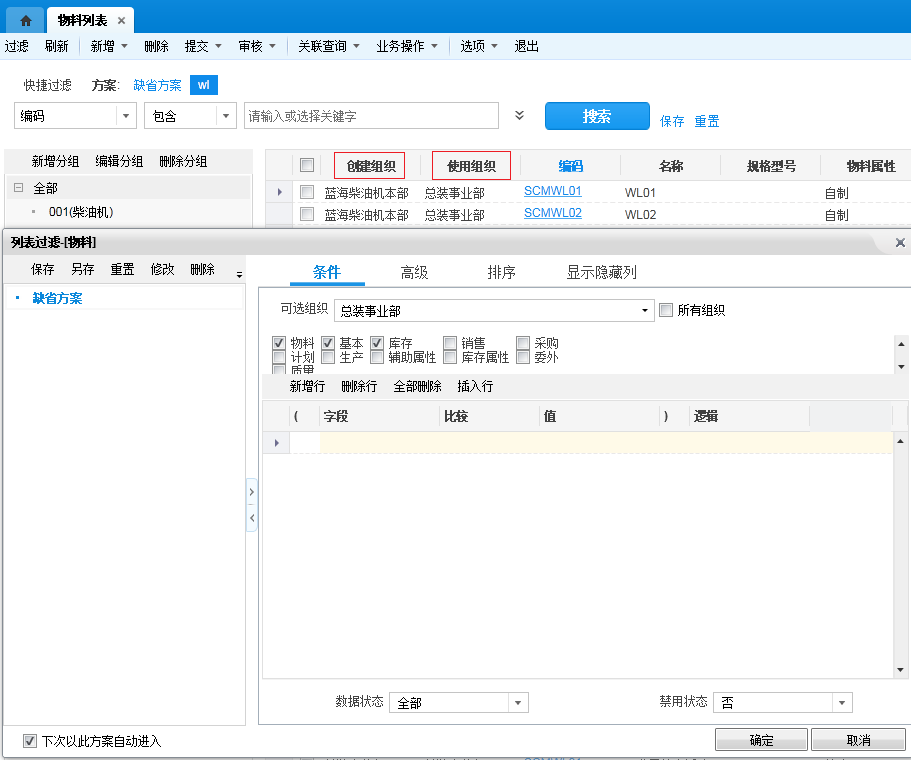 物料列表 ×
过滤 刷新 新增 删除 提交 审核 关联查询 业务操作 选项 退出
快捷过滤 方案: 缺省方案 wl
编码 包含 请输入或选择关键字 搜索 保存 重置
新增分组 编辑分组 删除分组
全部
001(柴油机)
创建组织 使用组织 编码 名称 规格型号 物料属性
蓝海柴油机本部 总装事业部 SCMWL01 WL01 自制
蓝海柴油机本部 总装事业部 SCMWL02 WL02 自制
列表过滤-[物料]
保存 另存 重置 修改 删除
缺省方案
条件 高级 排序 显示隐藏列
可选组织 总装事业部 所有组织
物料 基本 库存 销售 采购
计划 生产 辅助属性 库存属性 委外
质量
新增行 删除行 全部删除 插入行
( 字段 比较 值 ) 逻辑
数据状态 全部 禁用状态 否
下次以此方案自动进入
确定 取消